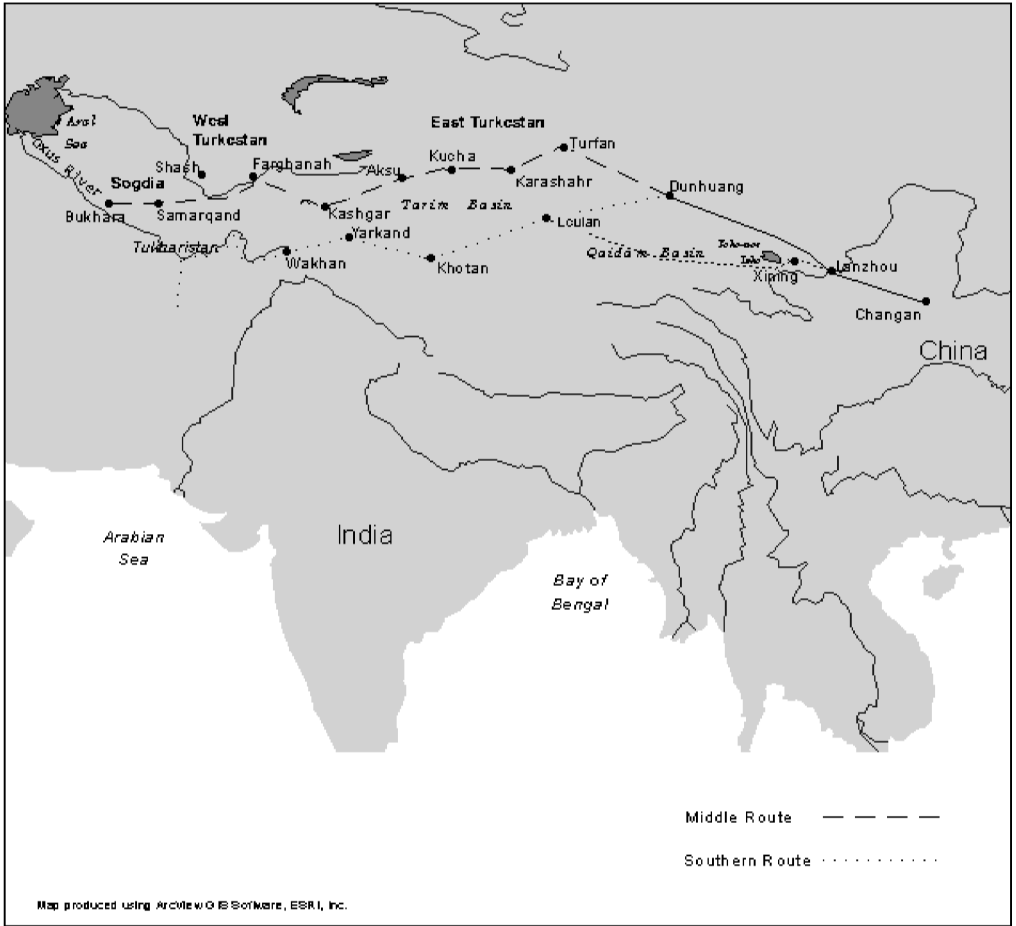 West
Turkestan
East Turkestan
Aral
Sea
Oxus River
Turfan
Shash
Farghanah
Kucha
Aksu
Karashahr
Sogdia
Dunhuang
Bukhara
Samarqand
Kashgar
Tarim Basin
Loulan
Yarkand
Tukharistan
Wakhan
Khotan
Qaidam Basin
Xining
Lanzhou
Changan
China
India
Arabian
Sea
Bay of
Bengal
Middle Route
Southern Route
Map produced using ArcView GIS Software, ESRI, Inc.